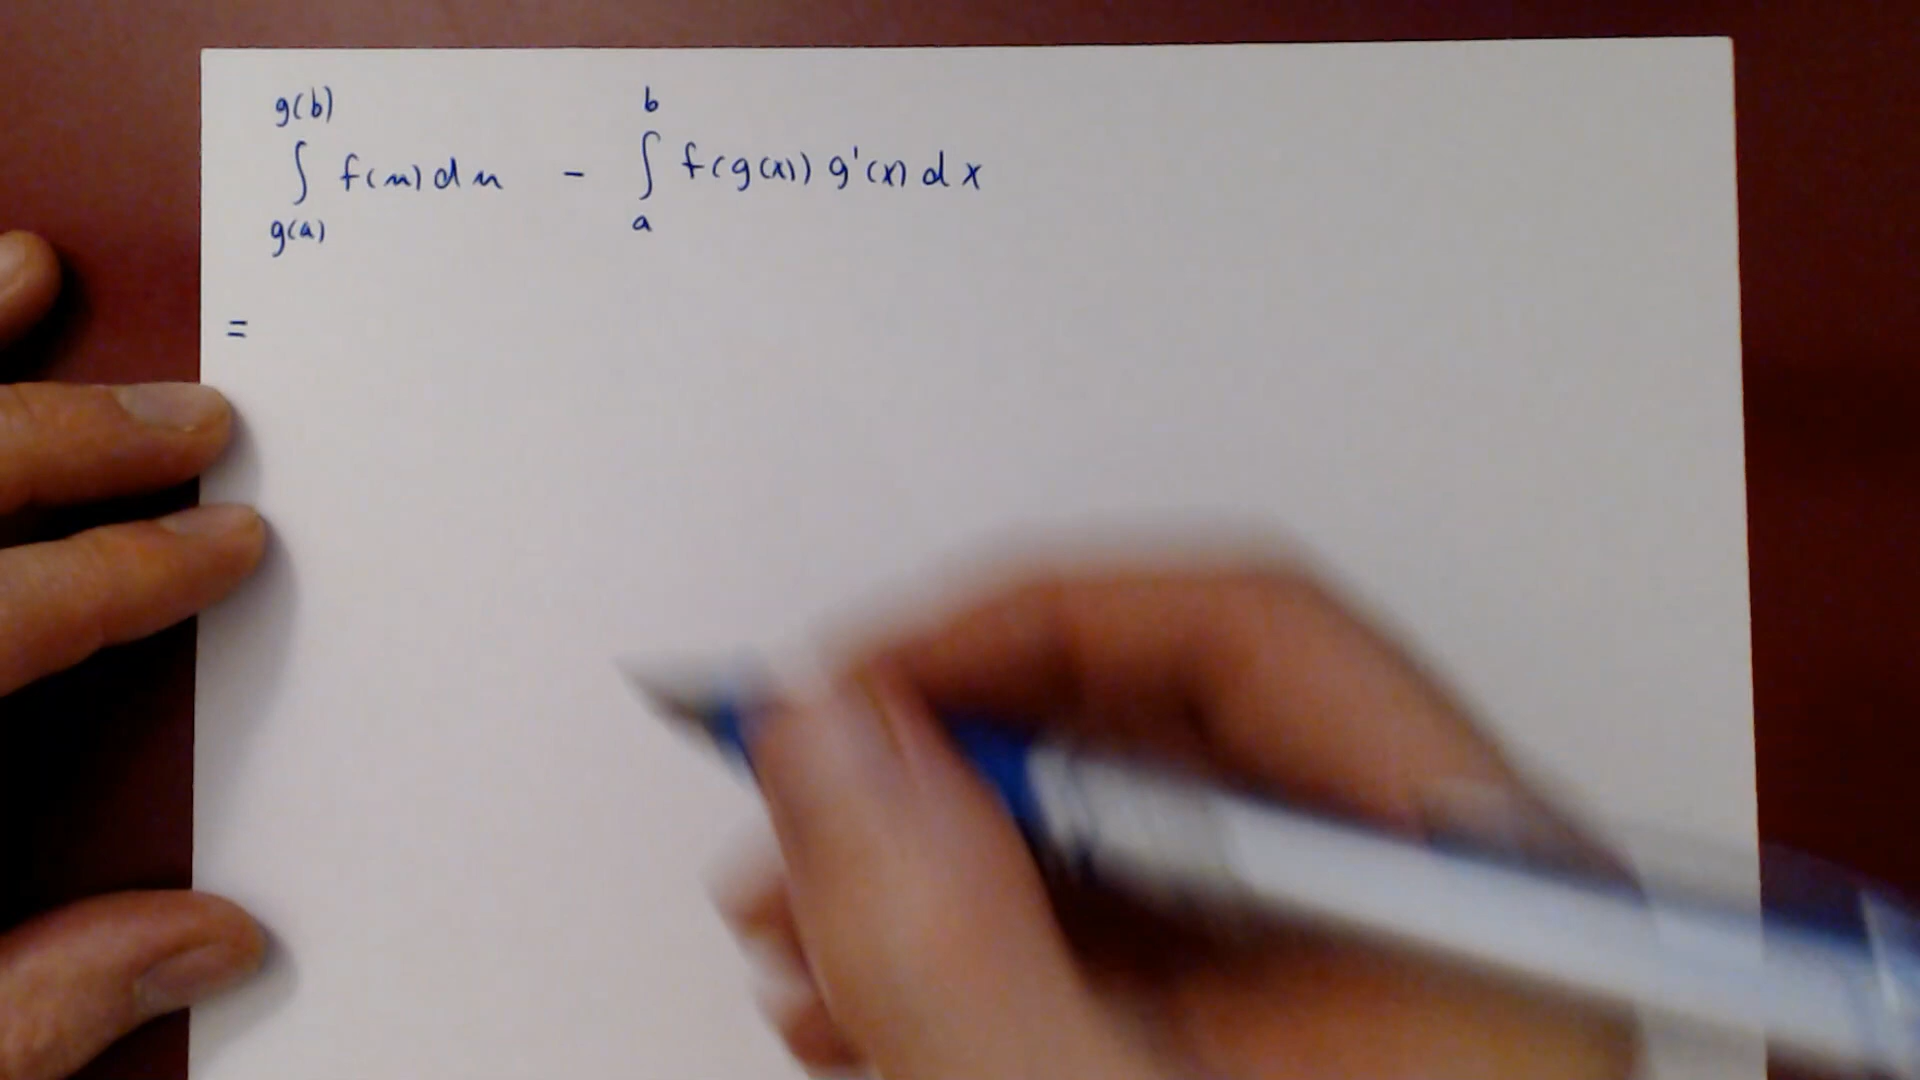 g(b) b
∫ f(u) du - ∫ f(g(x)) g'(x) dx
g(a) a
=